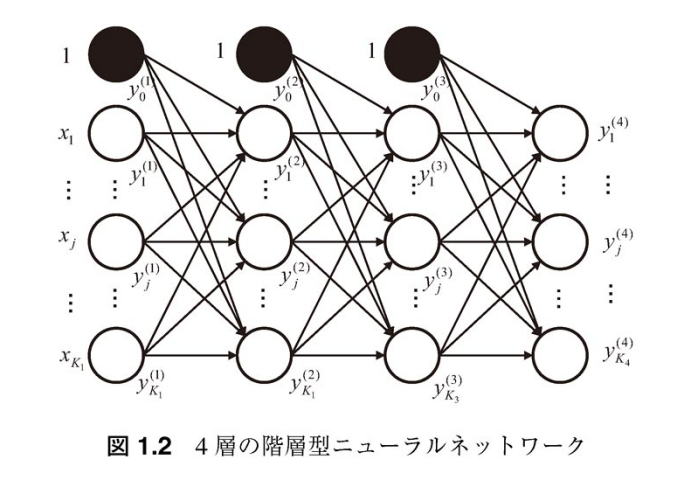 1 1 1
y_0^{(1)} y_0^{(2)} y_0^{(3)}
x_1 y_1^{(4)}
y_1^{(1)} y_1^{(2)} y_1^{(3)}
⋮ ⋮ ⋮ ⋮ ⋮ ⋮
x_j y_j^{(4)}
y_j^{(1)} y_j^{(2)} y_j^{(3)}
⋮ ⋮ ⋮ ⋮ ⋮ ⋮
x_{K_1} y_{K_4}^{(4)}
y_{K_1}^{(1)} y_{K_1}^{(2)} y_{K_3}^{(3)}
図 1.2 4層の階層型ニューラルネットワーク